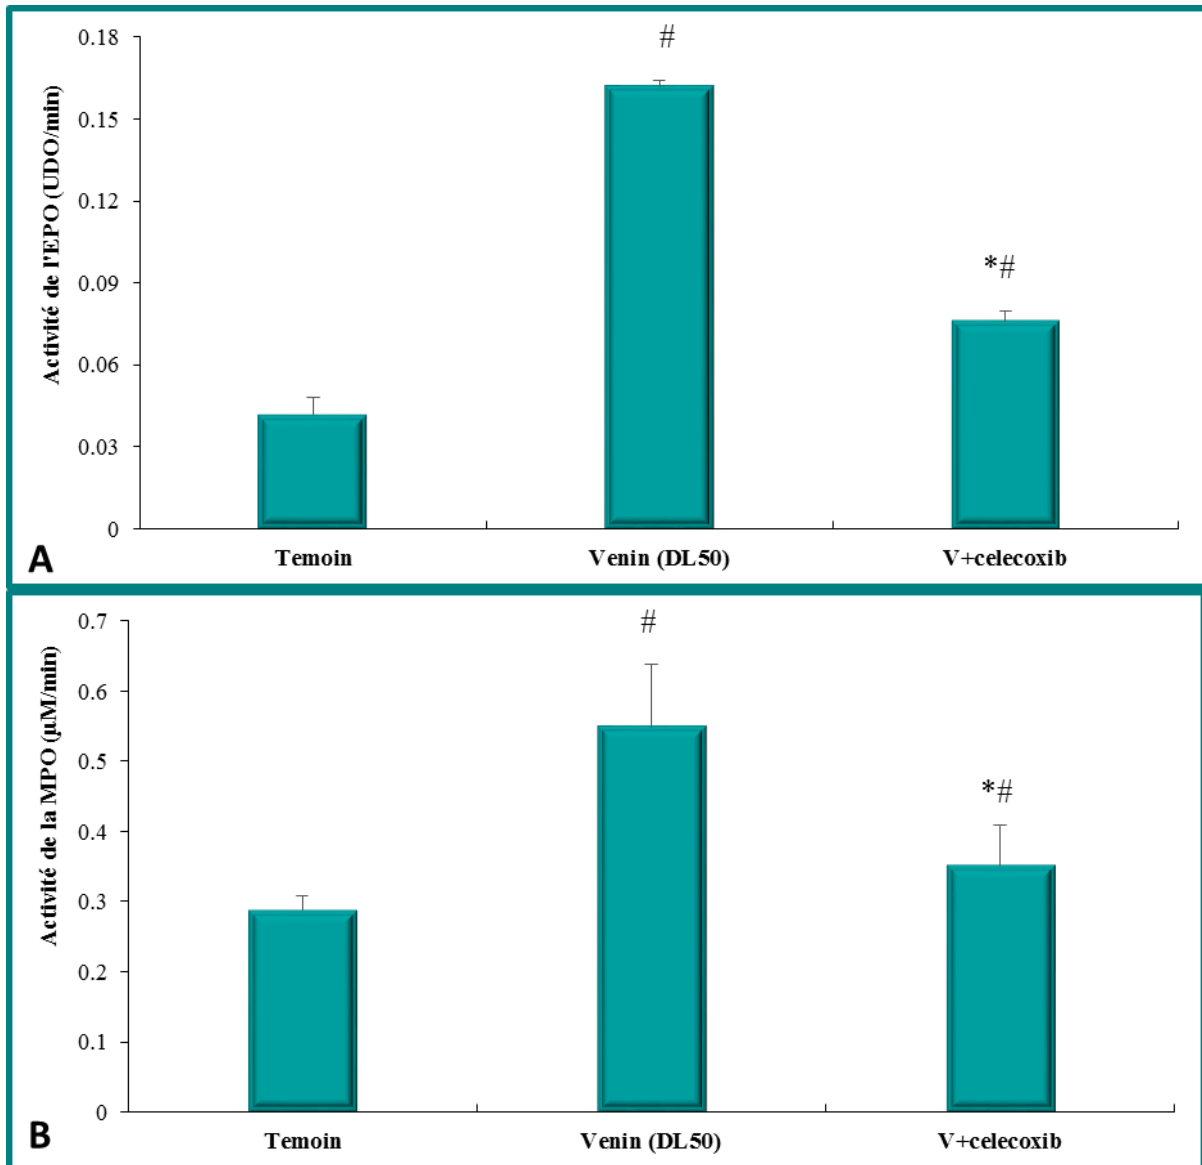 Activité de l'EPO (UDO/min)
0.18
0.15
0.12
0.09
0.06
0.03
0
#
*#
Temoin
Venin (DL50)
V+celecoxib
A
Activité de la MPO (µM/min)
0.7
0.6
0.5
0.4
0.3
0.2
0.1
0
#
*#
Temoin
Venin (DL50)
V+celecoxib
B